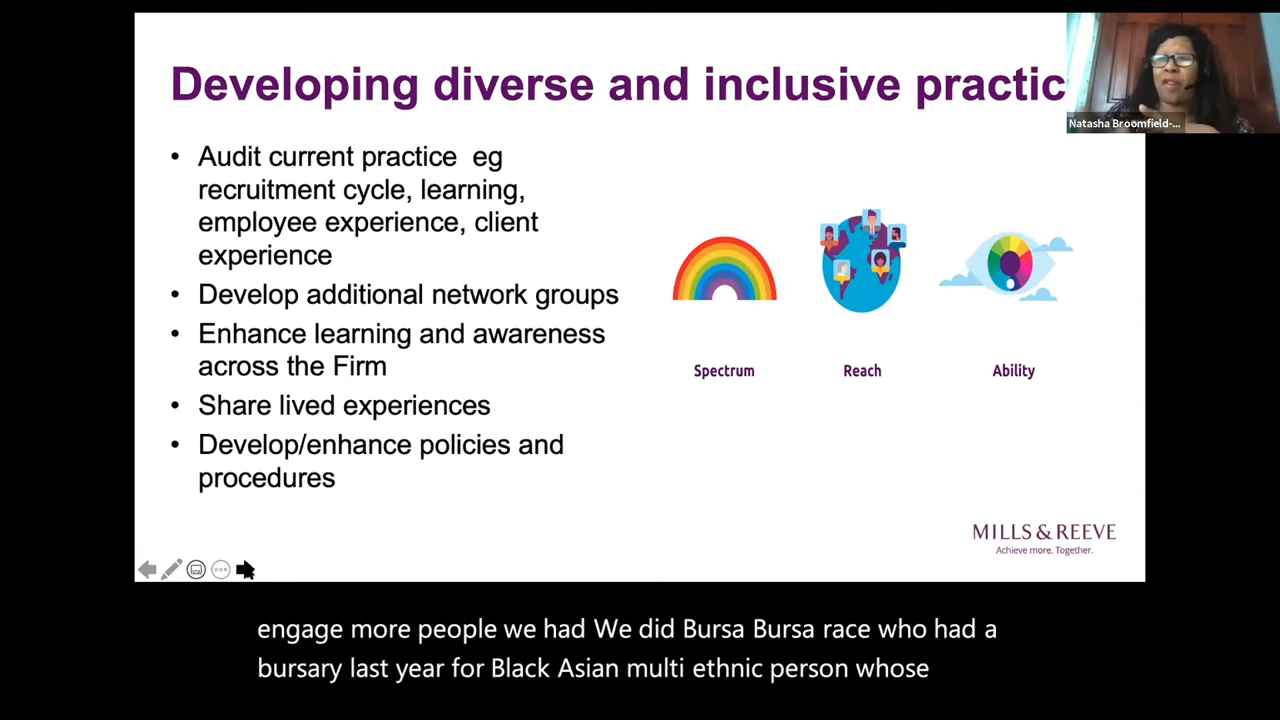 Developing diverse and inclusive practic
Natasha Broomfield-...
• Audit current practice eg
recruitment cycle, learning,
employee experience, client
experience
• Develop additional network groups
• Enhance learning and awareness
across the Firm
• Share lived experiences
• Develop/enhance policies and
procedures
Spectrum
Reach
Ability
MILLS & REEVE
Achieve more. Together.
engage more people we had We did Bursa Bursa race who had a
bursary last year for Black Asian multi ethnic person whose